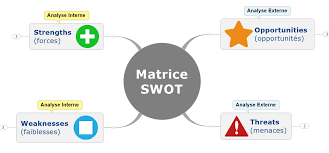 Analyse Interne
Strengths
(forces)
Analyse Externe
Opportunities
(opportunités)
Matrice
SWOT
Analyse Interne
Weaknesses
(faiblesses)
Analyse Externe
Threats
(menaces)